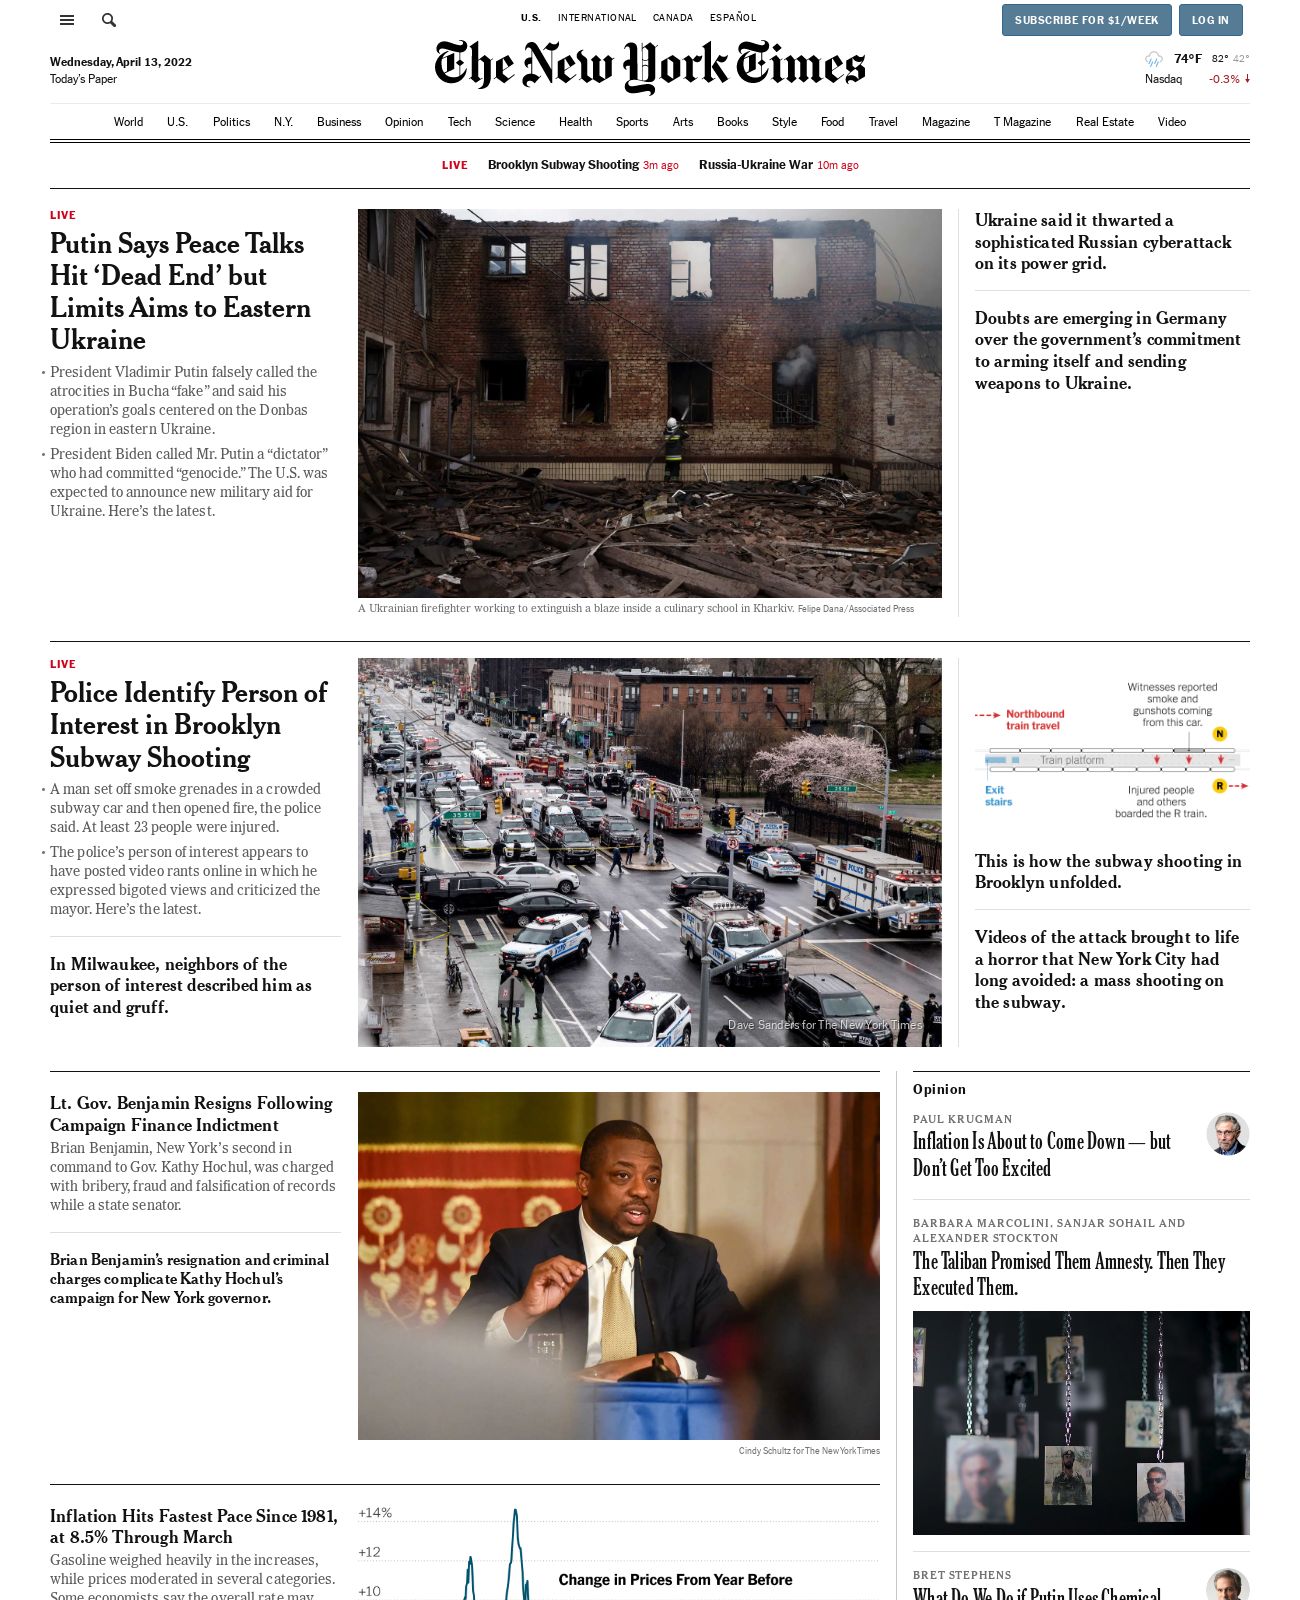 U.S. INTERNATIONAL CANADA ESPAÑOL
SUBSCRIBE FOR $1/WEEK
LOG IN
Wednesday, April 13, 2022
Today's Paper
The New York Times
74°F 82° 42°
Nasdaq -0.3%
World U.S. Politics N.Y. Business Opinion Tech Science Health Sports Arts Books Style Food Travel Magazine T Magazine Real Estate Video
LIVE Brooklyn Subway Shooting 3m ago Russia-Ukraine War 10m ago
LIVE
Putin Says Peace Talks
Hit ‘Dead End’ but
Limits Aims to Eastern
Ukraine
• President Vladimir Putin falsely called the
atrocities in Bucha “fake” and said his
operation’s goals centered on the Donbas
region in eastern Ukraine.
• President Biden called Mr. Putin a “dictator”
who had committed “genocide.” The U.S. was
expected to announce new military aid for
Ukraine. Here’s the latest.
A Ukrainian firefighter working to extinguish a blaze inside a culinary school in Kharkiv. Felipe Dana/Associated Press
Ukraine said it thwarted a
sophisticated Russian cyberattack
on its power grid.
Doubts are emerging in Germany
over the government’s commitment
to arming itself and sending
weapons to Ukraine.
LIVE
Police Identify Person of
Interest in Brooklyn
Subway Shooting
• A man set off smoke grenades in a crowded
subway car and then opened fire, the police
said. At least 23 people were injured.
• The police’s person of interest appears to
have posted video rants online in which he
expressed bigoted views and criticized the
mayor. Here’s the latest.
In Milwaukee, neighbors of the
person of interest described him as
quiet and gruff.
35 St
POLICE
Dave Sanders for The New York Times
Witnesses reported
smoke and
gunshots coming
from this car.
Northbound
train travel
N
Train platform
Exit
stairs
Injured people
and others
boarded the R train.
R
This is how the subway shooting in
Brooklyn unfolded.
Videos of the attack brought to life
a horror that New York City had
long avoided: a mass shooting on
the subway.
Lt. Gov. Benjamin Resigns Following
Campaign Finance Indictment
Brian Benjamin, New York’s second in
command to Gov. Kathy Hochul, was charged
with bribery, fraud and falsification of records
while a state senator.
Brian Benjamin’s resignation and criminal
charges complicate Kathy Hochul’s
campaign for New York governor.
Cindy Schultz for The New York Times
Opinion
PAUL KRUGMAN
Inflation Is About to Come Down — but
Don’t Get Too Excited
BARBARA MARCOLINI, SANJAR SOHAIL AND
ALEXANDER STOCKTON
The Taliban Promised Them Amnesty. Then They
Executed Them.
BRET STEPHENS
What Do We Do if Putin Uses Chemical
Inflation Hits Fastest Pace Since 1981,
at 8.5% Through March
Gasoline weighed heavily in the increases,
while prices moderated in several categories.
Some economists say the overall rate may
+14%
+12
Change in Prices From Year Before
+10